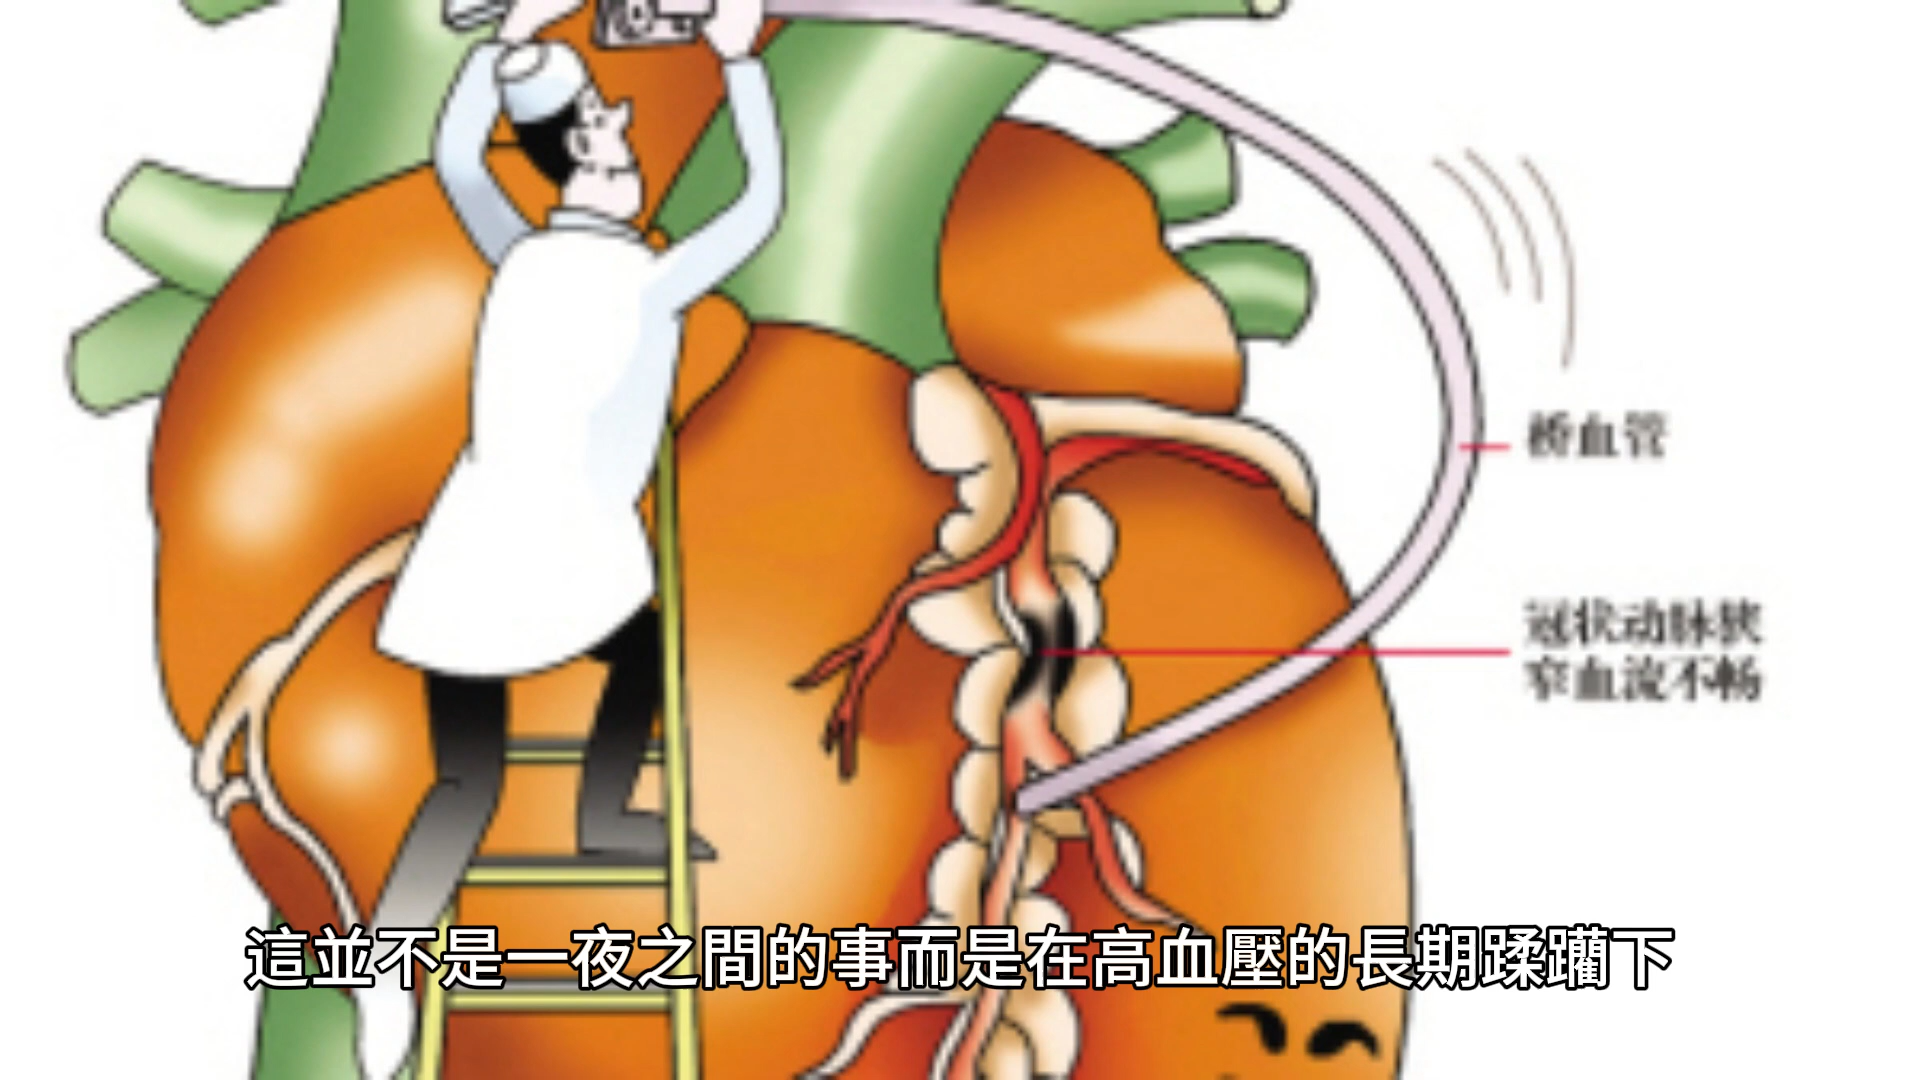 桥血管
冠状动脉狭
窄血流不畅
這並不是一夜之間的事而是在高血壓的長期蹂躪下